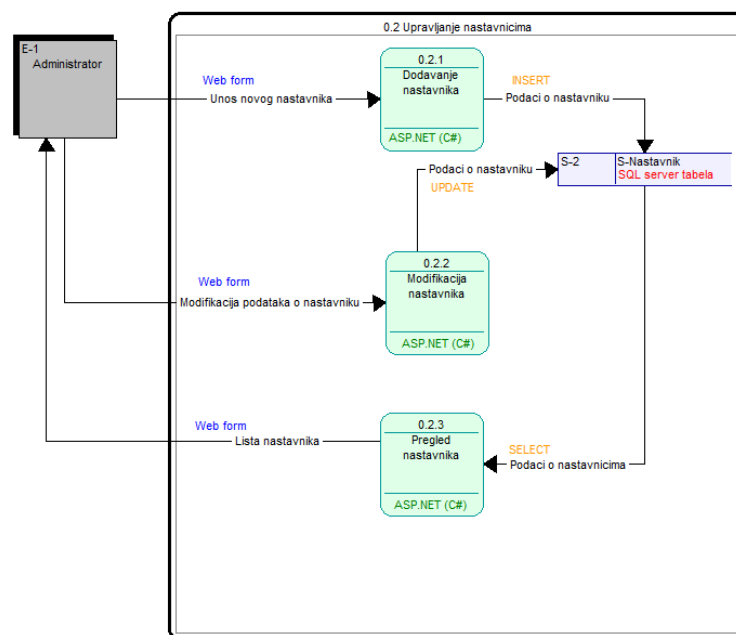 0.2 Upravljanje nastavnicima
E-1
Administrator
Web form
Unos novog nastavnika
0.2.1
Dodavanje
nastavnika
ASP.NET (C#)
INSERT
Podaci o nastavniku
S-2
S-Nastavnik
SQL server tabela
Podaci o nastavniku
UPDATE
Web form
Modifikacija podataka o nastavniku
0.2.2
Modifikacija
nastavnika
ASP.NET (C#)
Web form
Lista nastavnika
0.2.3
Pregled
nastavnika
ASP.NET (C#)
SELECT
Podaci o nastavnicima